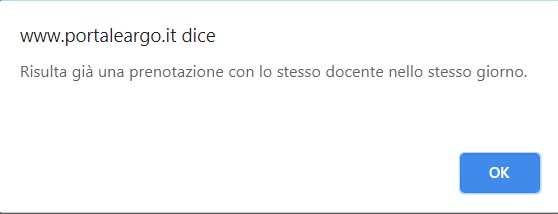 www.portaleargo.it dice
Risulta già una prenotazione con lo stesso docente nello stesso giorno.
OK